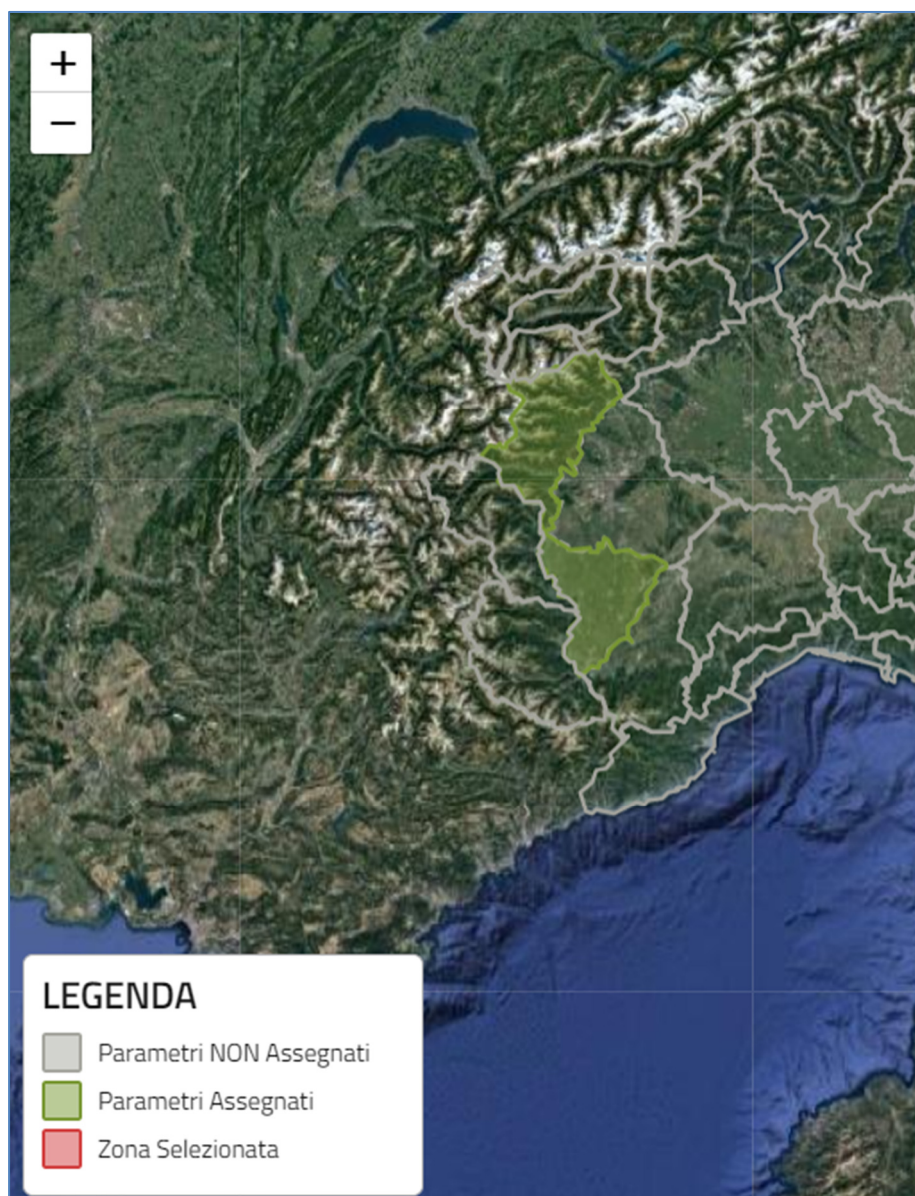 +
−
LEGENDA
Parametri NON Assegnati
Parametri Assegnati
Zona Selezionata